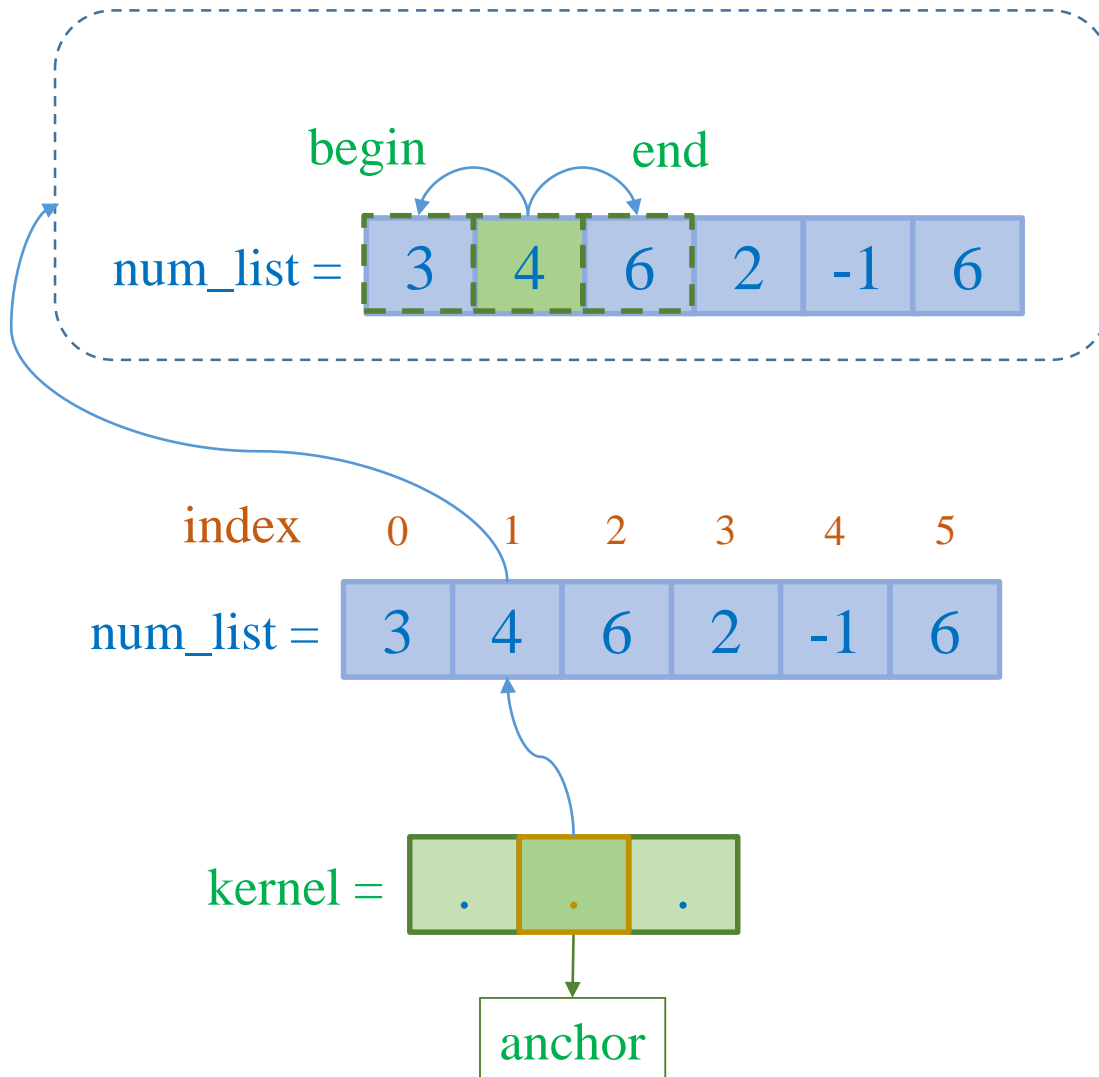 begin end
num_list = 3 4 6 2 -1 6
index 0 1 2 3 4 5
num_list = 3 4 6 2 -1 6
kernel = . . .
anchor